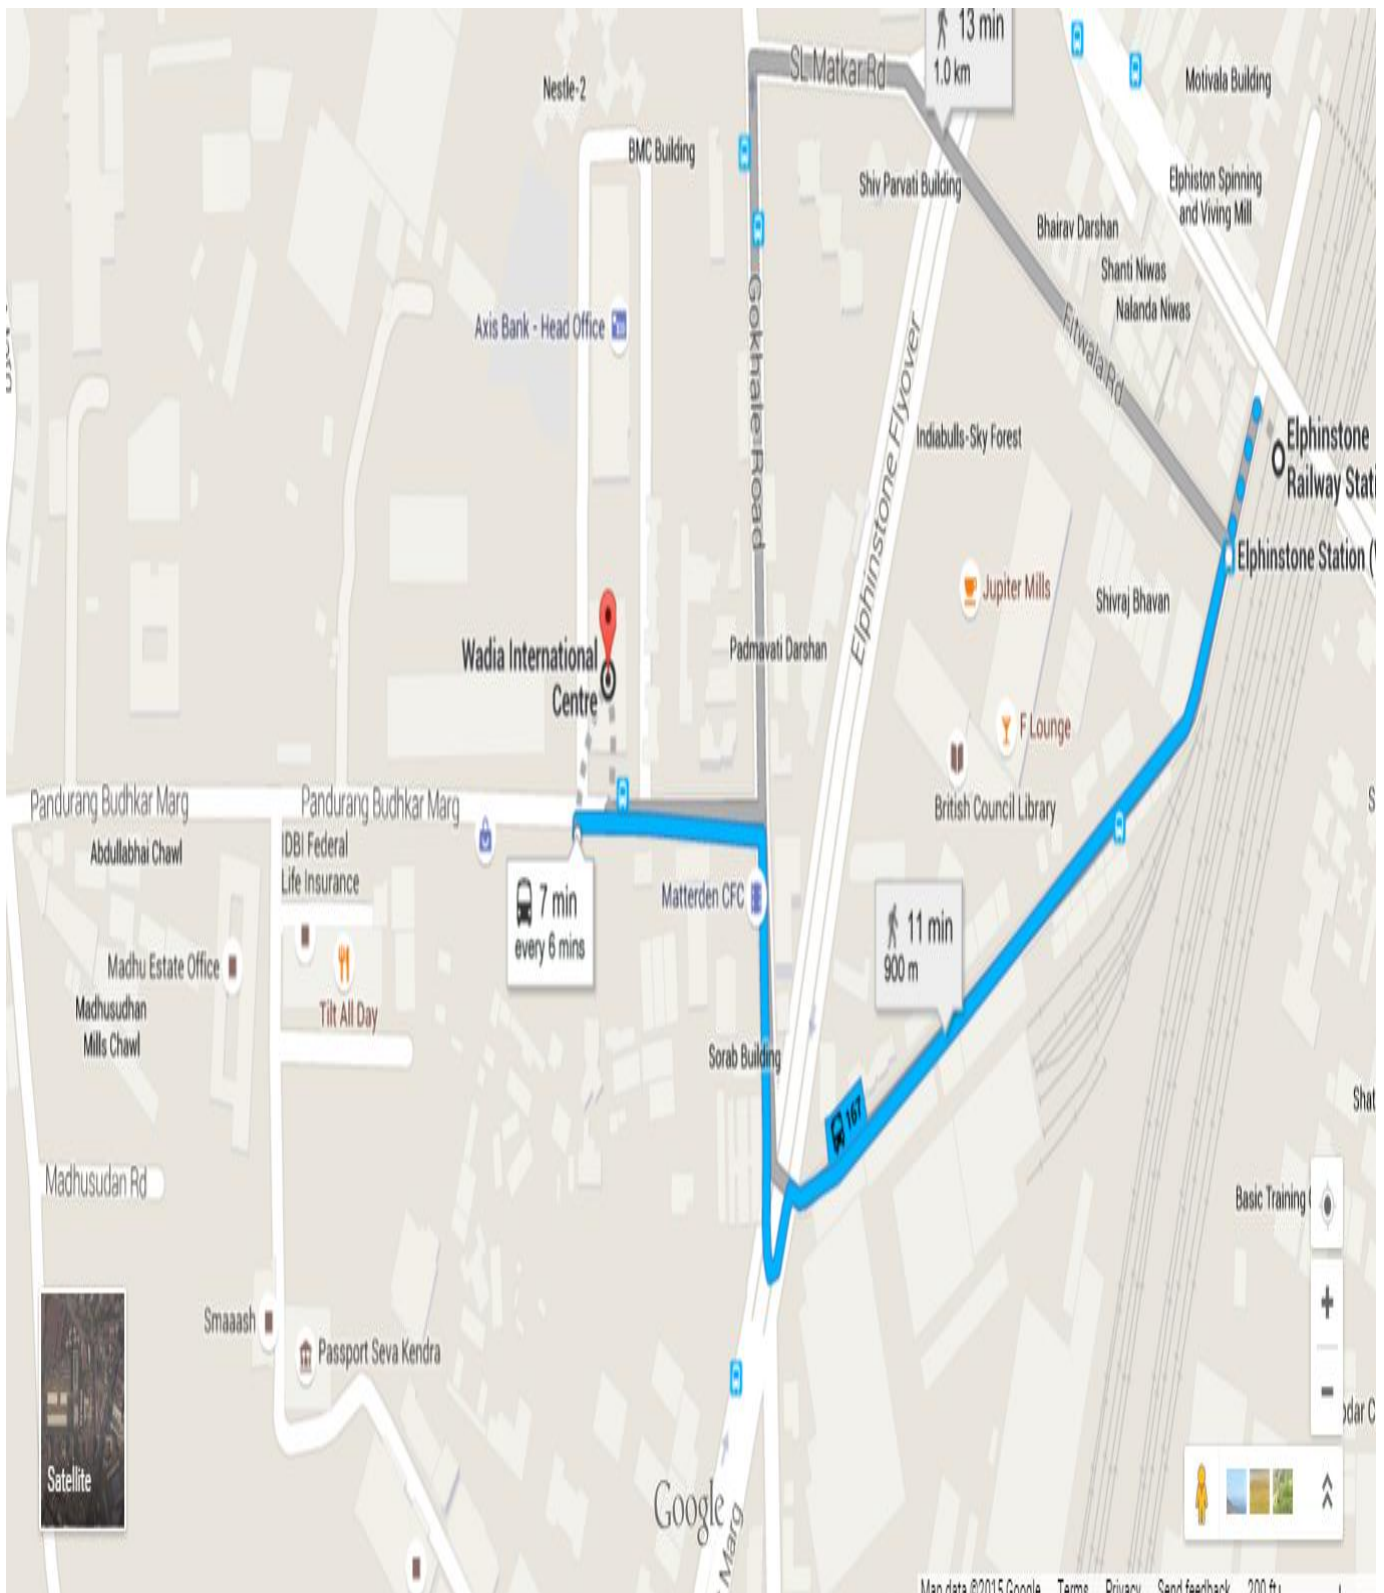 13 min
1.0 km
SL Matkar Rd
Motivala Building
Nestle-2
BMC Building
Shiv Parvati Building
Elphiston Spinning
and Viving Mill
Bhairav Darshan
Shanti Niwas
Nalanda Niwas
Axis Bank - Head Office
Gokhale Road
Elphinstone Flyover
Fitwala Rd
Indiabulls-Sky Forest
Elphinstone
Railway Stati
Elphinstone Station (
Jupiter Mills
Shivraj Bhavan
Padmavati Darshan
Wadia International
Centre
F Lounge
British Council Library
Pandurang Budhkar Marg
Pandurang Budhkar Marg
Abdullabhai Chawl
IDBI Federal
Life Insurance
7 min
every 6 mins
Matterden CFC
11 min
900 m
Madhu Estate Office
Madhusudhan
Mills Chawl
Tilt All Day
Sorab Building
167
Shat
Madhusudan Rd
Basic Training
Smaaash
Passport Seva Kendra
+
−
odar C
Satellite
Google
Marg
Map data ©2015 Google Terms Privacy Send feedback 200 ft